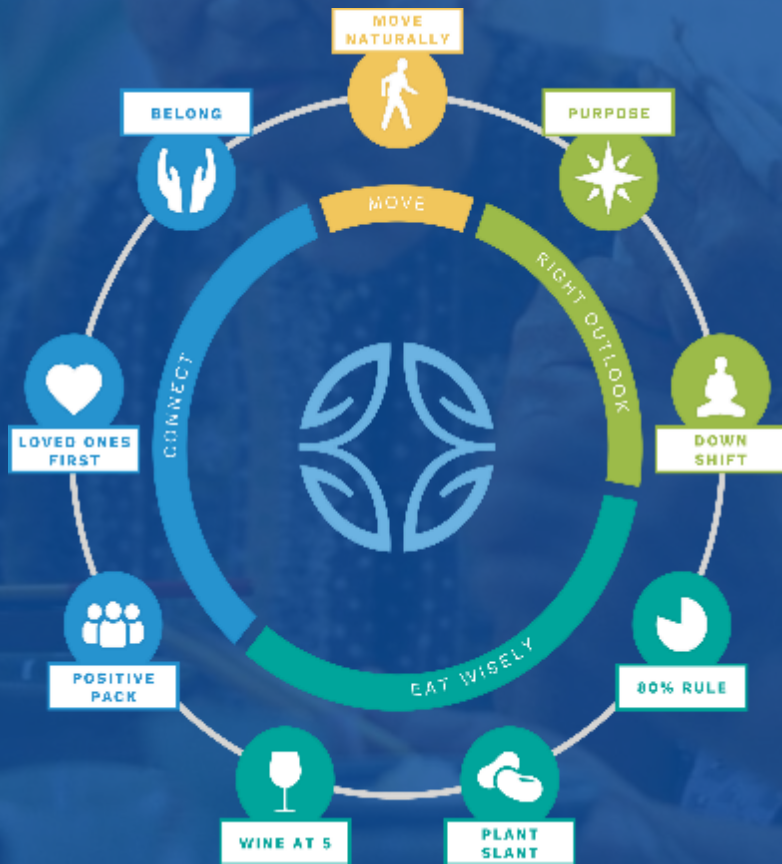 MOVE
NATURALLY
PURPOSE
DOWN
SHIFT
80% RULE
PLANT
SLANT
WINE AT 5
POSITIVE
PACK
LOVED ONES
FIRST
BELONG
MOVE
RIGHT OUTLOOK
EAT WISELY
CONNECT